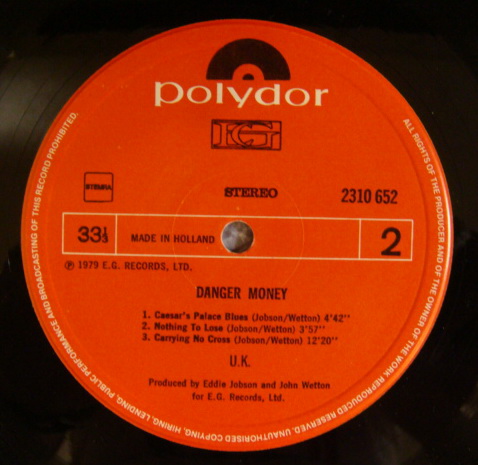 polydor
EG
STEMRA
STEREO
2310 652
33⅓
MADE IN HOLLAND
2
℗ 1979 E.G. RECORDS, LTD.
DANGER MONEY
1. Caesar's Palace Blues (Jobson/Wetton) 4'42''
2. Nothing To Lose (Jobson/Wetton) 3'57''
3. Carrying No Cross (Jobson/Wetton) 12'20''
U.K.
Produced by Eddie Jobson and John Wetton
for E.G. Records, Ltd.
ALL RIGHTS OF THE PRODUCER AND OF THE OWNER OF THE WORK REPRODUCED RESERVED. UNAUTHORISED COPYING, HIRING, LENDING, PUBLIC PERFORMANCE AND BROADCASTING OF THIS RECORD PROHIBITED.